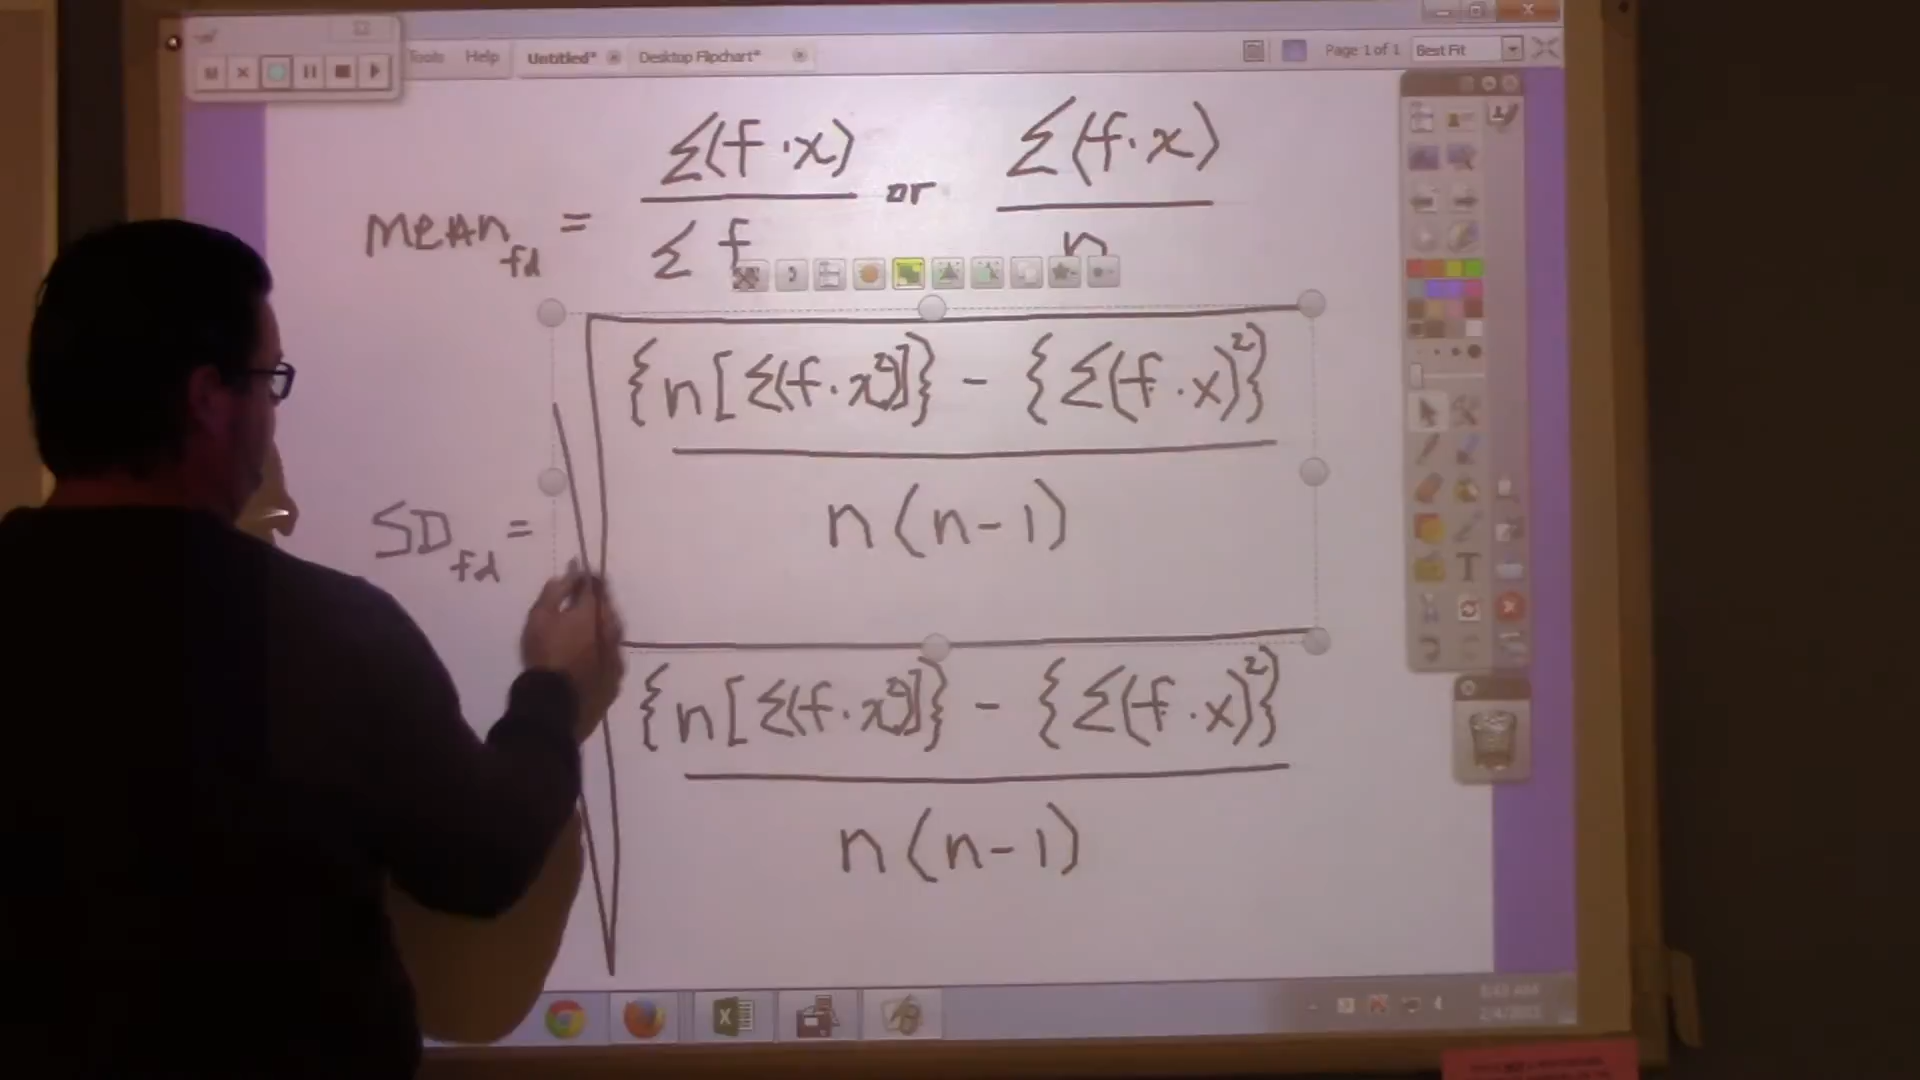 Tools Help Untitled* Desktop Flipchart* Page 1 of 1 Best Fit
Mean_fd = Σ(f·x) / Σf or Σ(f·x) / n
SD_fd = √ {n[Σ(f·x²)]} - {Σ(f·x)²} / n(n-1)
{n[Σ(f·x²)]} - {Σ(f·x)²} / n(n-1)